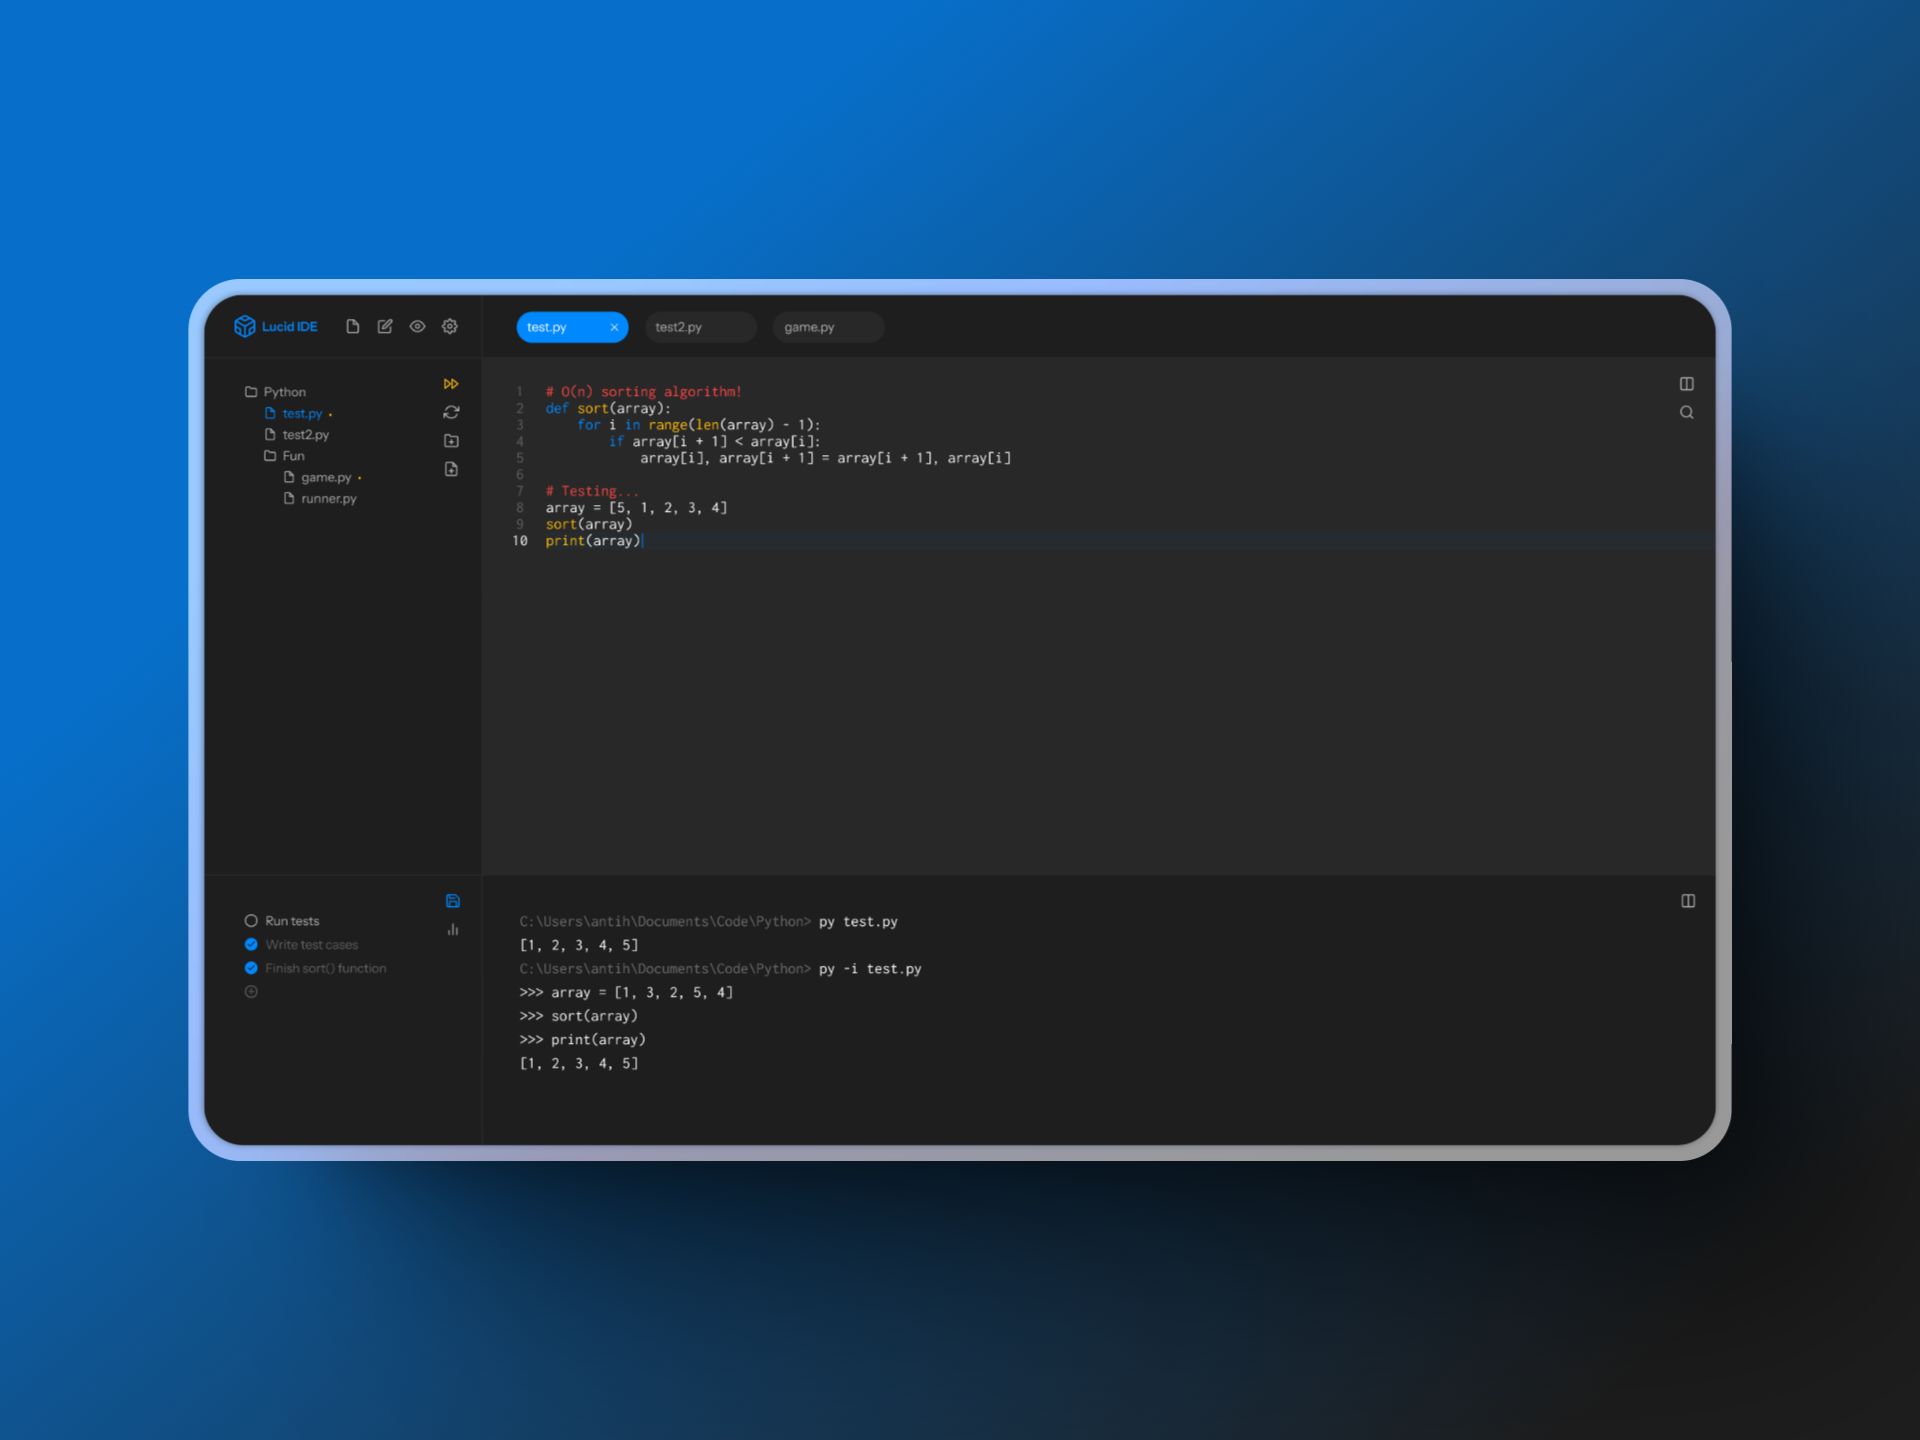 Lucid IDE
test.py
test2.py
game.py
Python
test.py
test2.py
Fun
game.py
runner.py
1 # O(n) sorting algorithm!
2 def sort(array):
3     for i in range(len(array) - 1):
4         if array[i + 1] < array[i]:
5             array[i], array[i + 1] = array[i + 1], array[i]
6
7 # Testing...
8 array = [5, 1, 2, 3, 4]
9 sort(array)
10 print(array)
Run tests
Write test cases
Finish sort() function
C:\Users\antih\Documents\Code\Python> py test.py
[1, 2, 3, 4, 5]
C:\Users\antih\Documents\Code\Python> py -i test.py
>>> array = [1, 3, 2, 5, 4]
>>> sort(array)
>>> print(array)
[1, 2, 3, 4, 5]